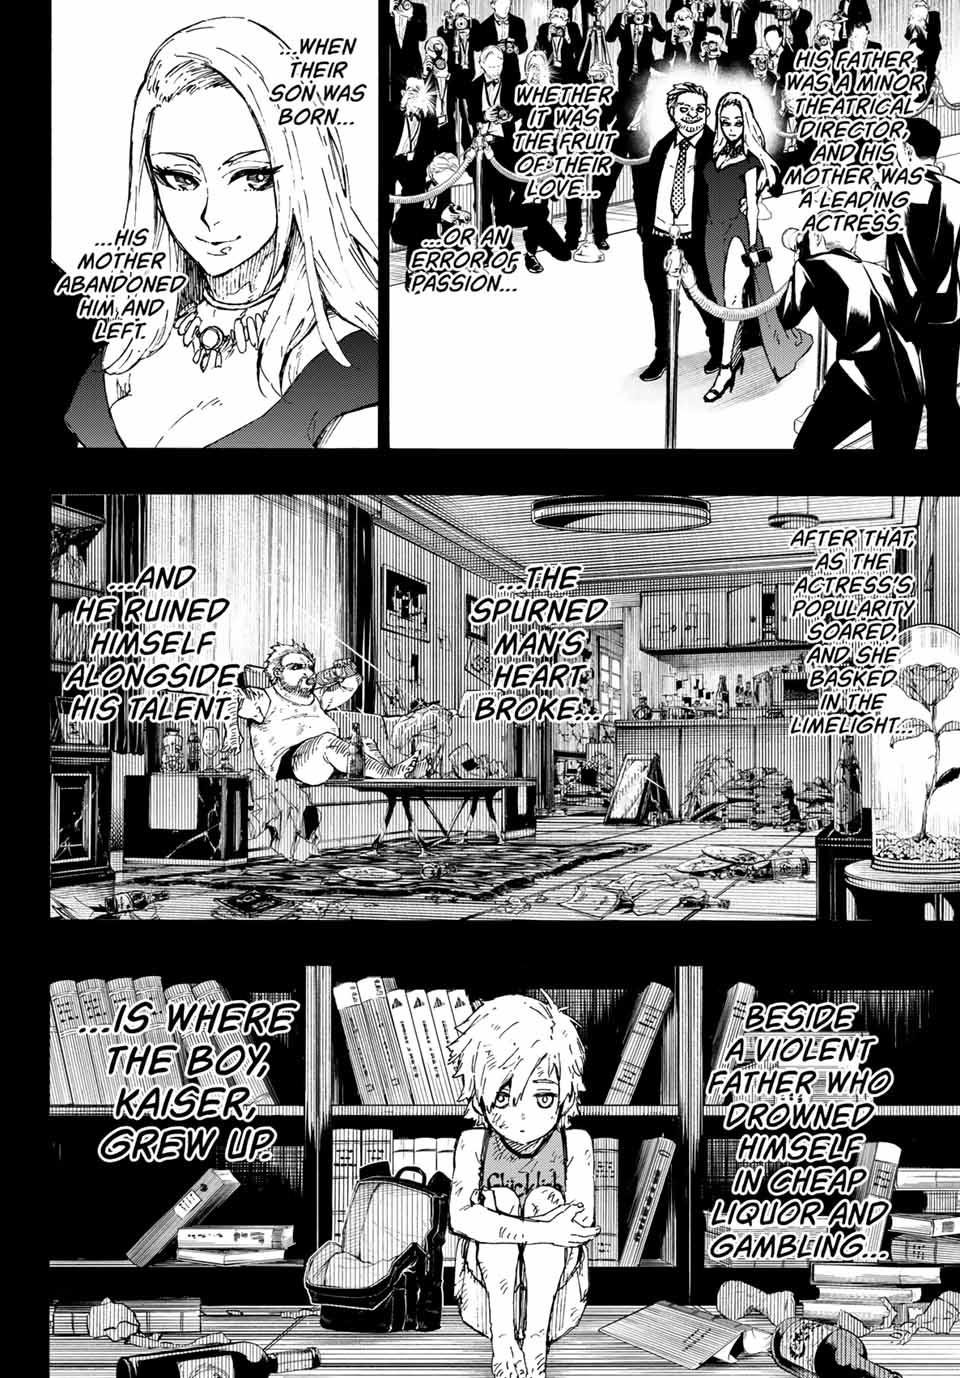 HIS FATHER
WAS A MINOR
THEATRICAL
DIRECTOR,
AND HIS
MOTHER WAS
A LEADING
ACTRESS.
WHETHER
IT WAS
THE FRUIT
OF THEIR
LOVE...
...OR AN
ERROR OF
PASSION...
...WHEN
THEIR
SON WAS
BORN...
...HIS
MOTHER
ABANDONED
HIM AND
LEFT.
AFTER THAT,
AS THE
ACTRESS'S
POPULARITY
SOARED,
AND SHE
BASKED
IN THE
LIMELIGHT...
...THE
SPURNED
MAN'S
HEART
BROKE...
...AND
HE RUINED
HIMSELF
ALONGSIDE
HIS TALENT.
BESIDE
A VIOLENT
FATHER WHO
DROWNED
HIMSELF
IN CHEAP
LIQUOR AND
GAMBLING...
...IS WHERE
THE BOY,
KAISER,
GREW UP.
Glücklich